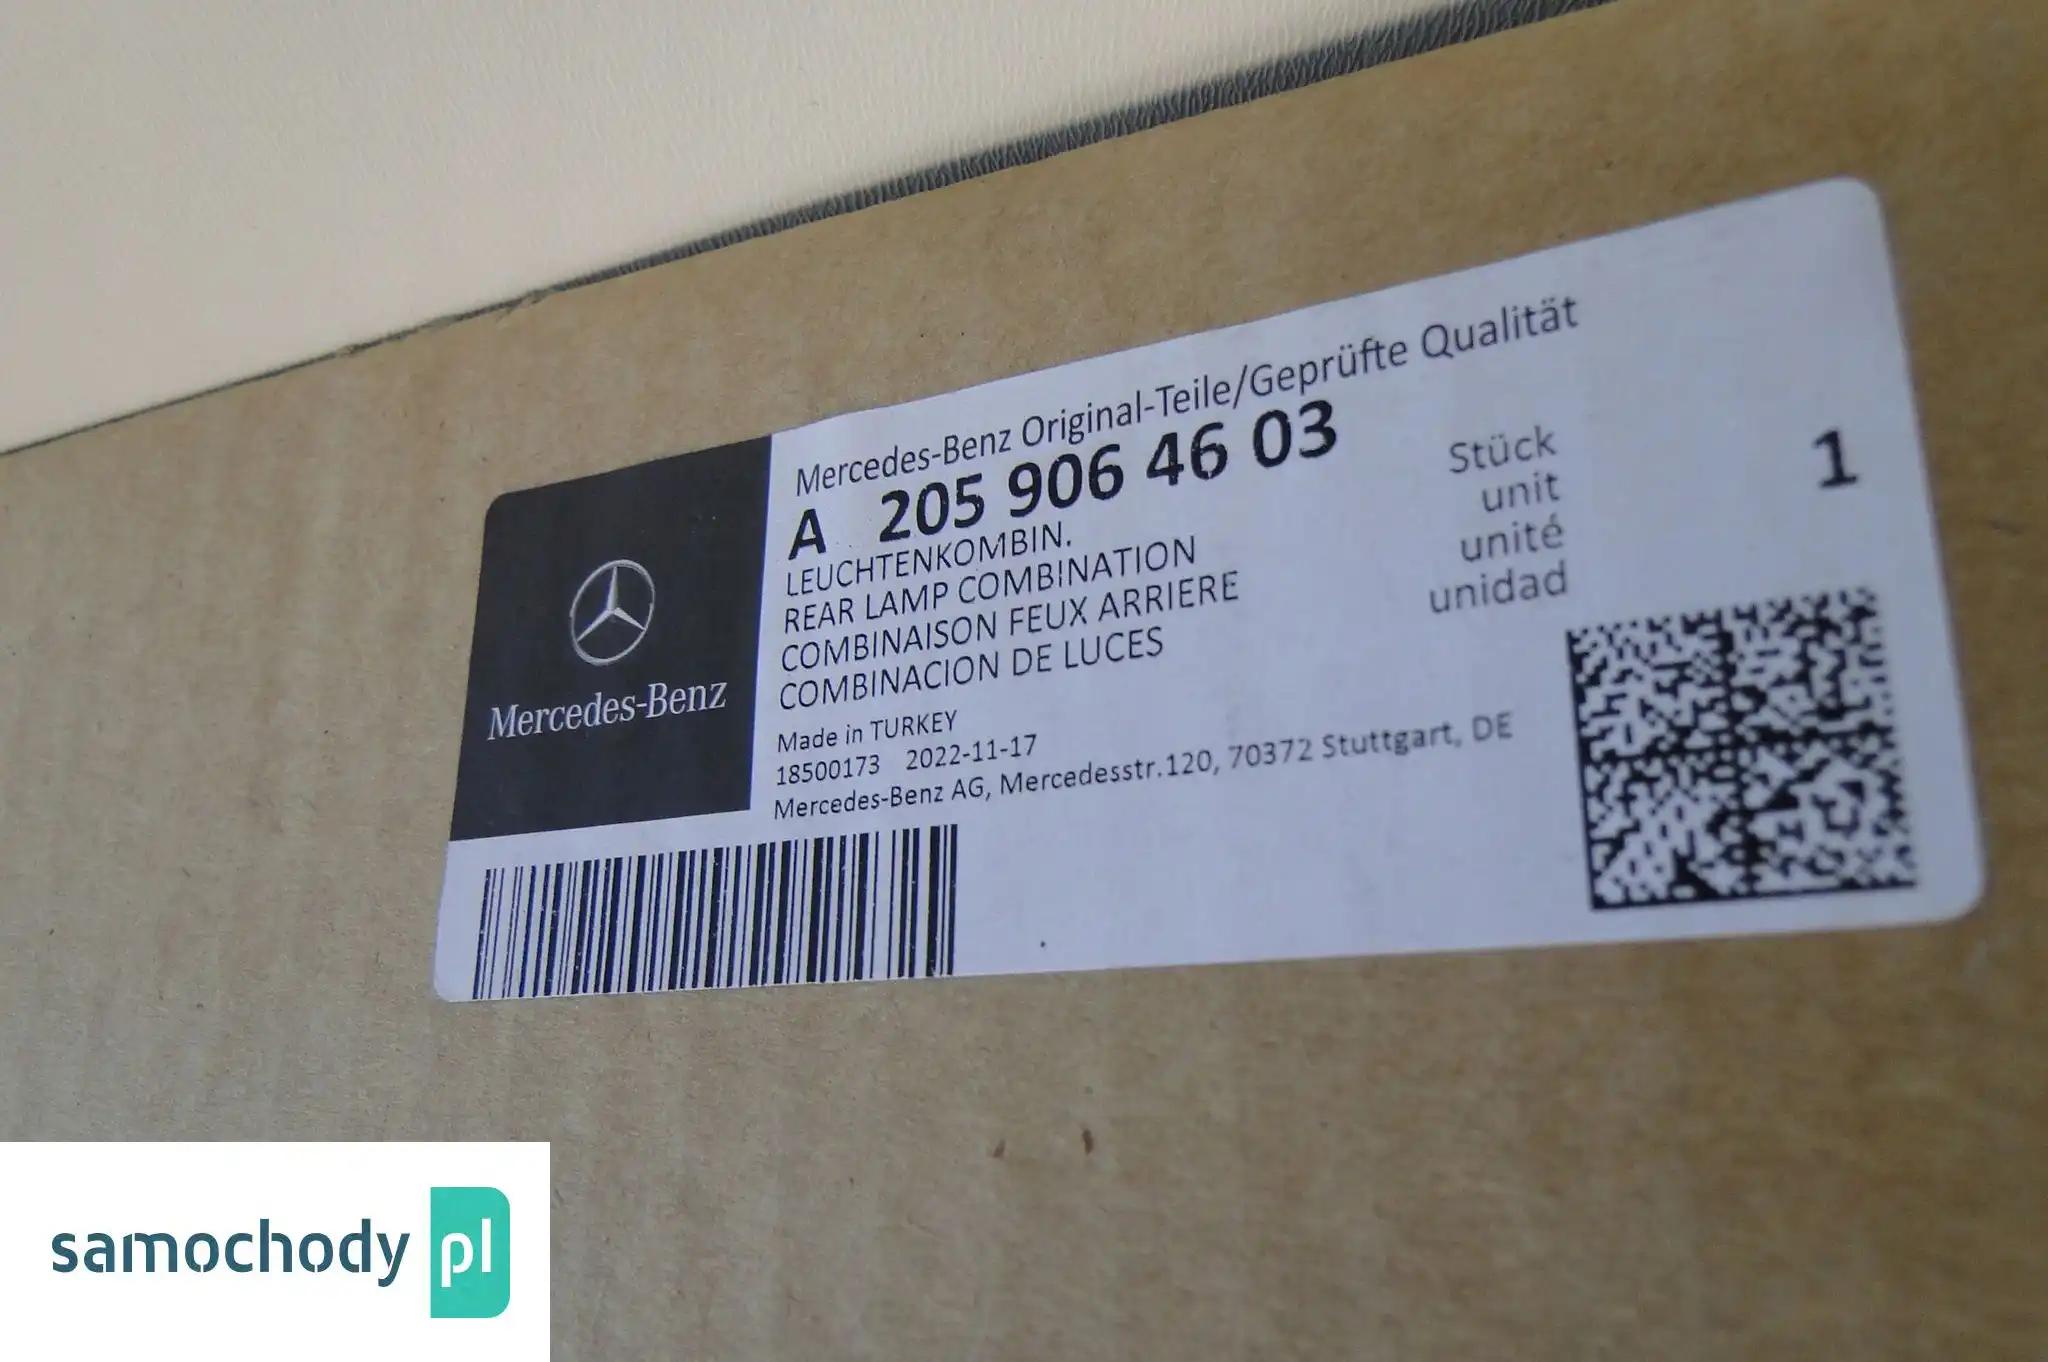 Mercedes-Benz Original-Teile/Geprüfte Qualität
A 205 906 46 03
LEUCHTENKOMBIN.
REAR LAMP COMBINATION
COMBINAISON FEUX ARRIERE
COMBINACION DE LUCES
Stück 1
unit
unité
unidad
Mercedes-Benz
Made in TURKEY
18500173 2022-11-17
Mercedes-Benz AG, Mercedesstr.120, 70372 Stuttgart, DE
samochody pl